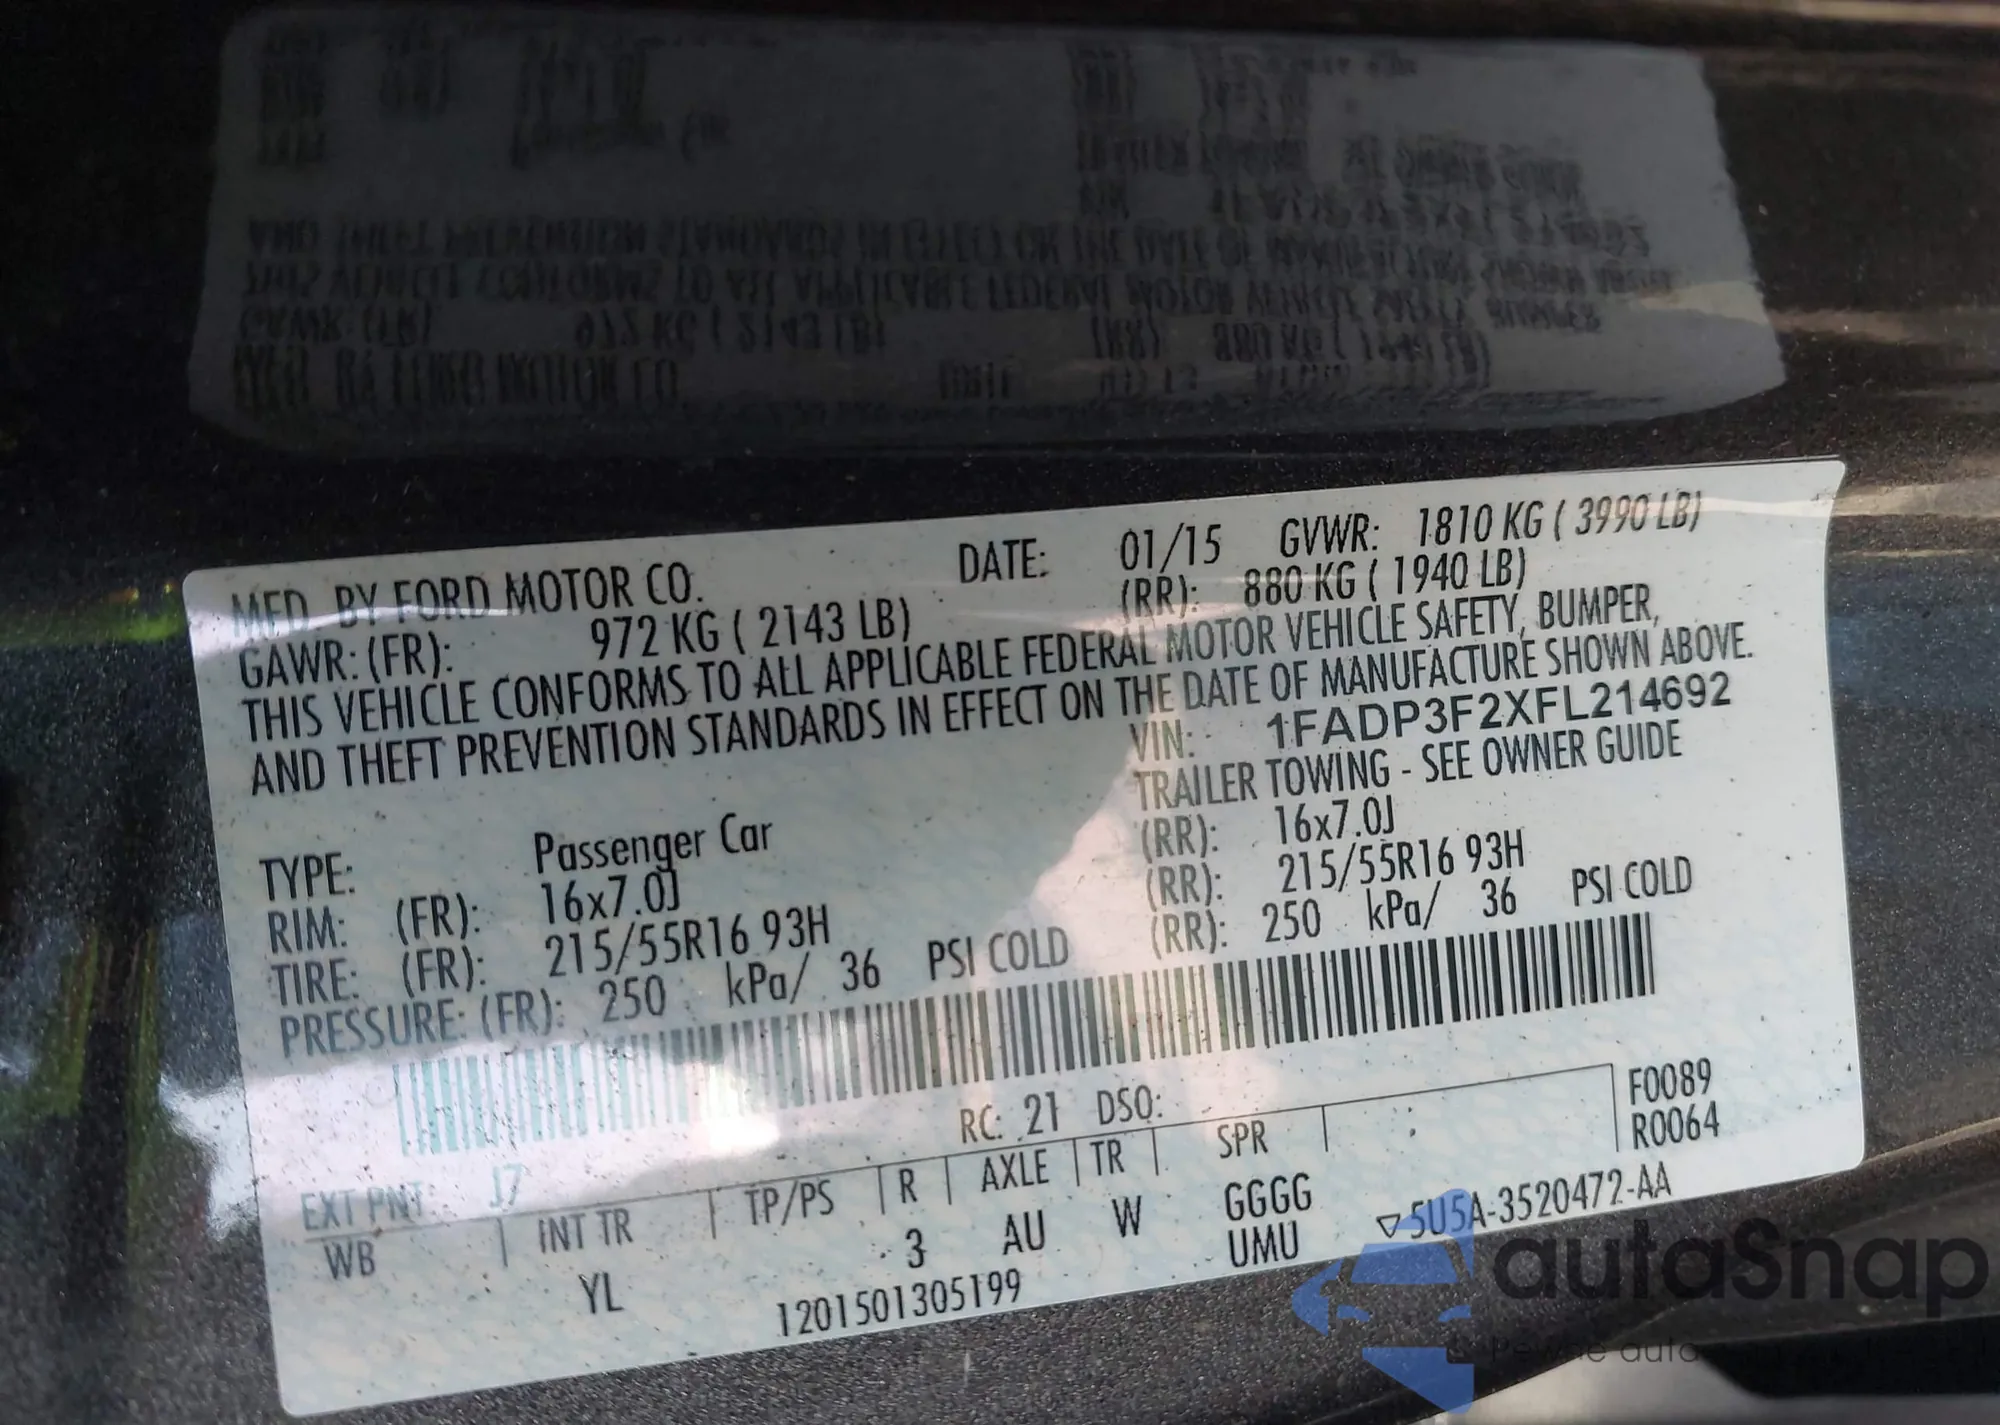 MFD. BY FORD MOTOR CO. DATE: 01/15 GVWR: 1810 KG ( 3990 LB)
GAWR: (FR): 972 KG ( 2143 LB) (RR): 880 KG ( 1940 LB)
THIS VEHICLE CONFORMS TO ALL APPLICABLE FEDERAL MOTOR VEHICLE SAFETY, BUMPER,
AND THEFT PREVENTION STANDARDS IN EFFECT ON THE DATE OF MANUFACTURE SHOWN ABOVE.
VIN: 1FADP3F2XFL214692
TRAILER TOWING - SEE OWNER GUIDE
TYPE: Passenger Car
RIM: (FR): 16x7.0J (RR): 16x7.0J
TIRE: (FR): 215/55R16 93H (RR): 215/55R16 93H
PRESSURE: (FR): 250 kPa/ 36 PSI COLD (RR): 250 kPa/ 36 PSI COLD
F0089
R0064
EXT PNT: J7 RC: 21 DSO:
WB INT TR TP/PS R AXLE TR SPR
YL 3 AU W GGGG
UMU
1201501305199
▽5U5A-3520472-AA
autoSnap